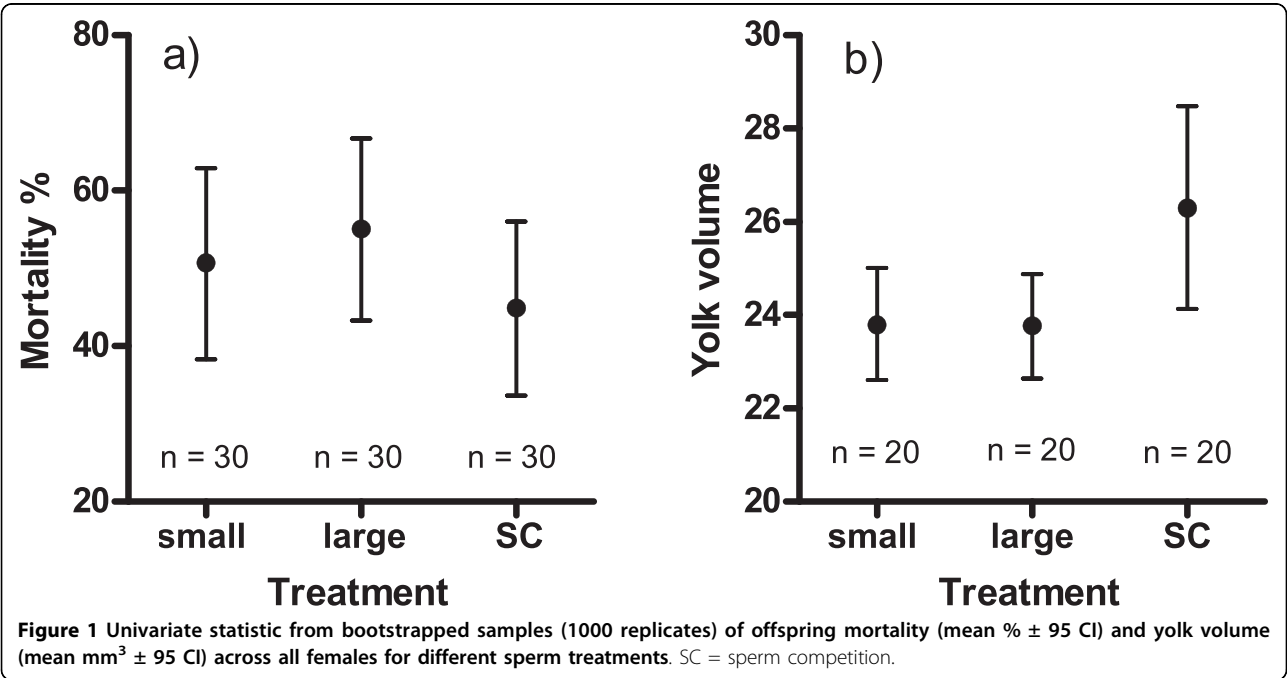 a)
Mortality %
80
60
40
20
n = 30 n = 30 n = 30
small large SC
Treatment
b)
Yolk volume
30
28
26
24
22
20
n = 20 n = 20 n = 20
small large SC
Treatment
Figure 1 Univariate statistic from bootstrapped samples (1000 replicates) of offspring mortality (mean % ± 95 CI) and yolk volume
(mean mm³ ± 95 CI) across all females for different sperm treatments. SC = sperm competition.